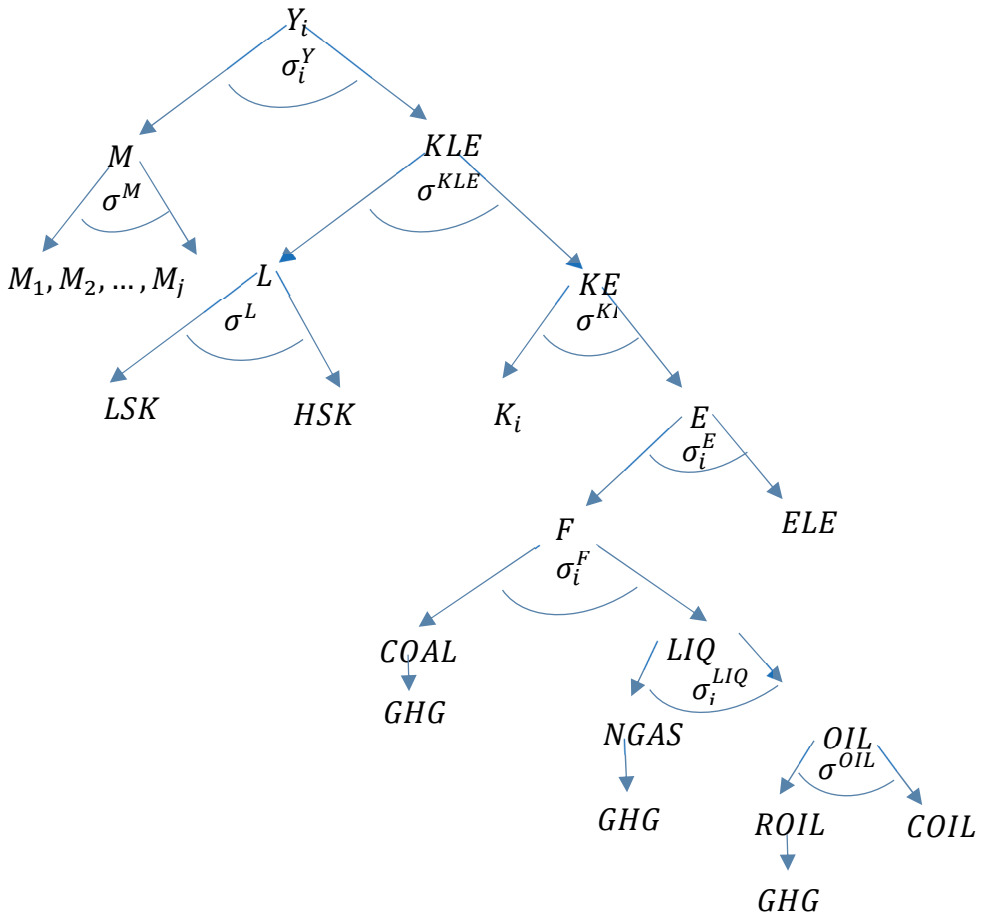 Y_i
σ_i^Y
M
KLE
σ^M
σ^{KLE}
M_1, M_2, …, M_j
L
KE
σ^L
σ^{KI}
LSK
HSK
K_i
E
σ_i^E
ELE
F
σ_i^F
COAL
LIQ
σ_i^{LIQ}
GHG
NGAS
OIL
σ^{OIL}
GHG
ROIL
COIL
GHG